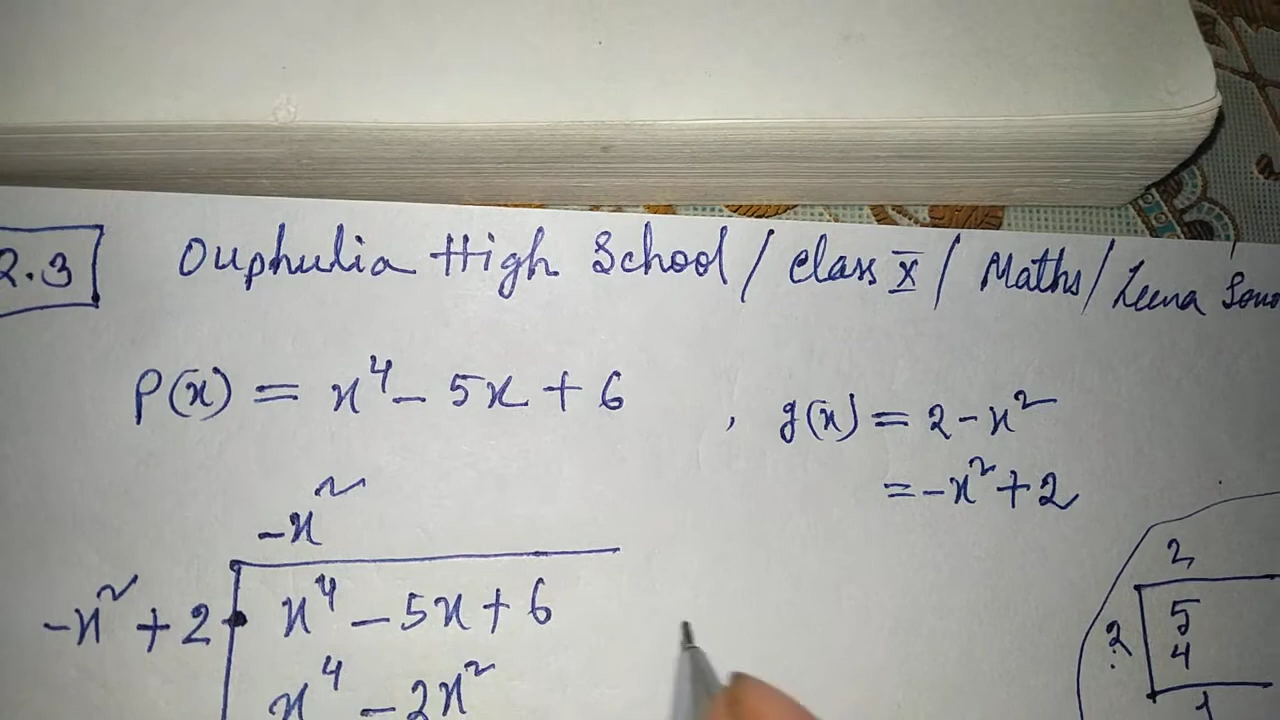 2.3
Ouphulia High School / Class X / Maths / Leena
P(x) = x⁴ - 5x + 6 , g(x) = 2 - x²
= -x² + 2
-x²
-x² + 2 x⁴ - 5x + 6
x⁴ - 2x²
2
2 5
4
1